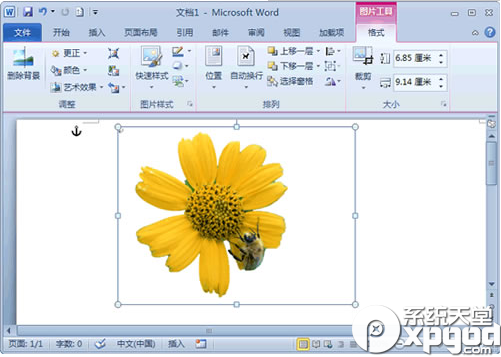 文档1 - Microsoft Word
图片工具
文件 开始 插入 页面布局 引用 邮件 审阅 视图 加载项 格式
删除背景 更正 颜色 艺术效果 调整
快速样式 图片样式
位置 自动换行 上移一层 下移一层 选择窗格 排列
裁剪 6.85 厘米 9.14 厘米 大小
系统天堂
xpgod
.com
页面: 1/1 字数: 0 中文(中国) 插入